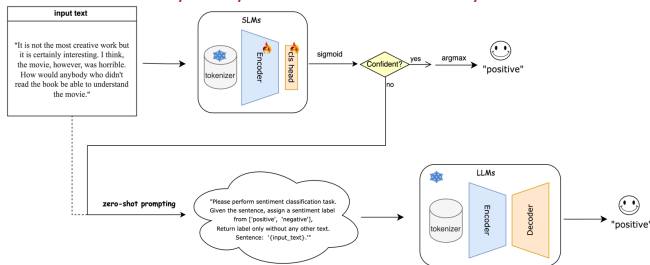 input text
"It is not the most creative work but
it is certainly interesting. I think,
the movie, however, was horrible.
How would anybody who didn't
read the book be able to understand
the movie."
SLMs
tokenizer
Encoder
cls head
sigmoid
Confident?
yes
argmax
"positive"
no
zero-shot prompting
"Please perform sentiment classification task.
Given the sentence, assign a sentiment label
from ['positive', 'negative'],
Return label only without any other text.
Sentence: '{input_text}.'"
LLMs
tokenizer
Encoder
Decoder
"positive"